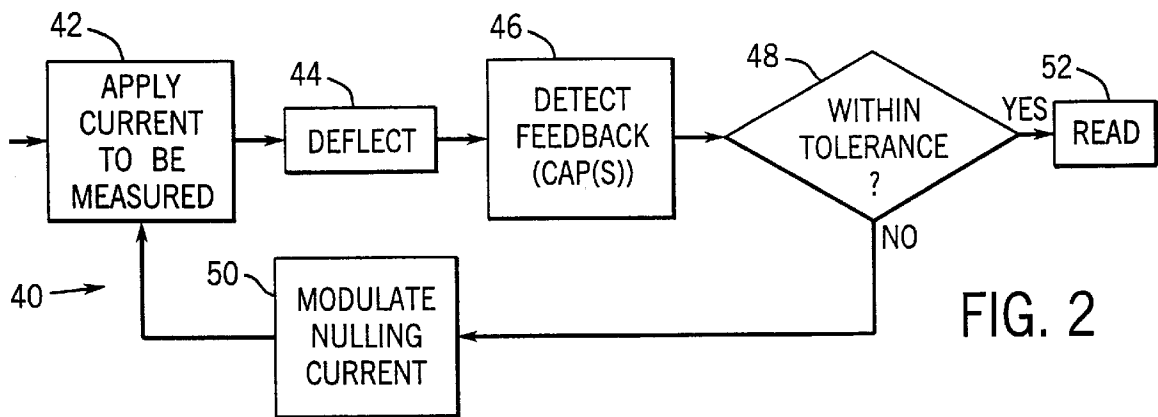 42
APPLY
CURRENT
TO BE
MEASURED
44
DEFLECT
46
DETECT
FEEDBACK
(CAP(S))
48
WITHIN
TOLERANCE
?
YES
52
READ
NO
50
MODULATE
NULLING
CURRENT
40
FIG. 2